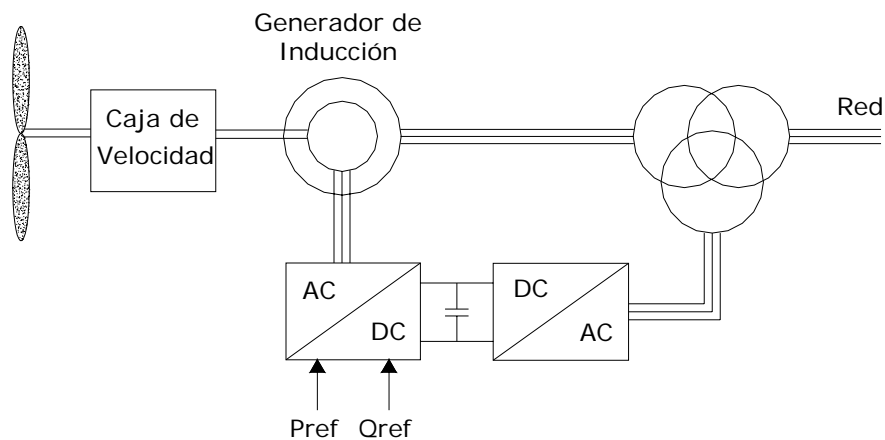 Generador de
Inducción
Caja de
Velocidad
Red
AC
DC
DC
AC
Pref Qref